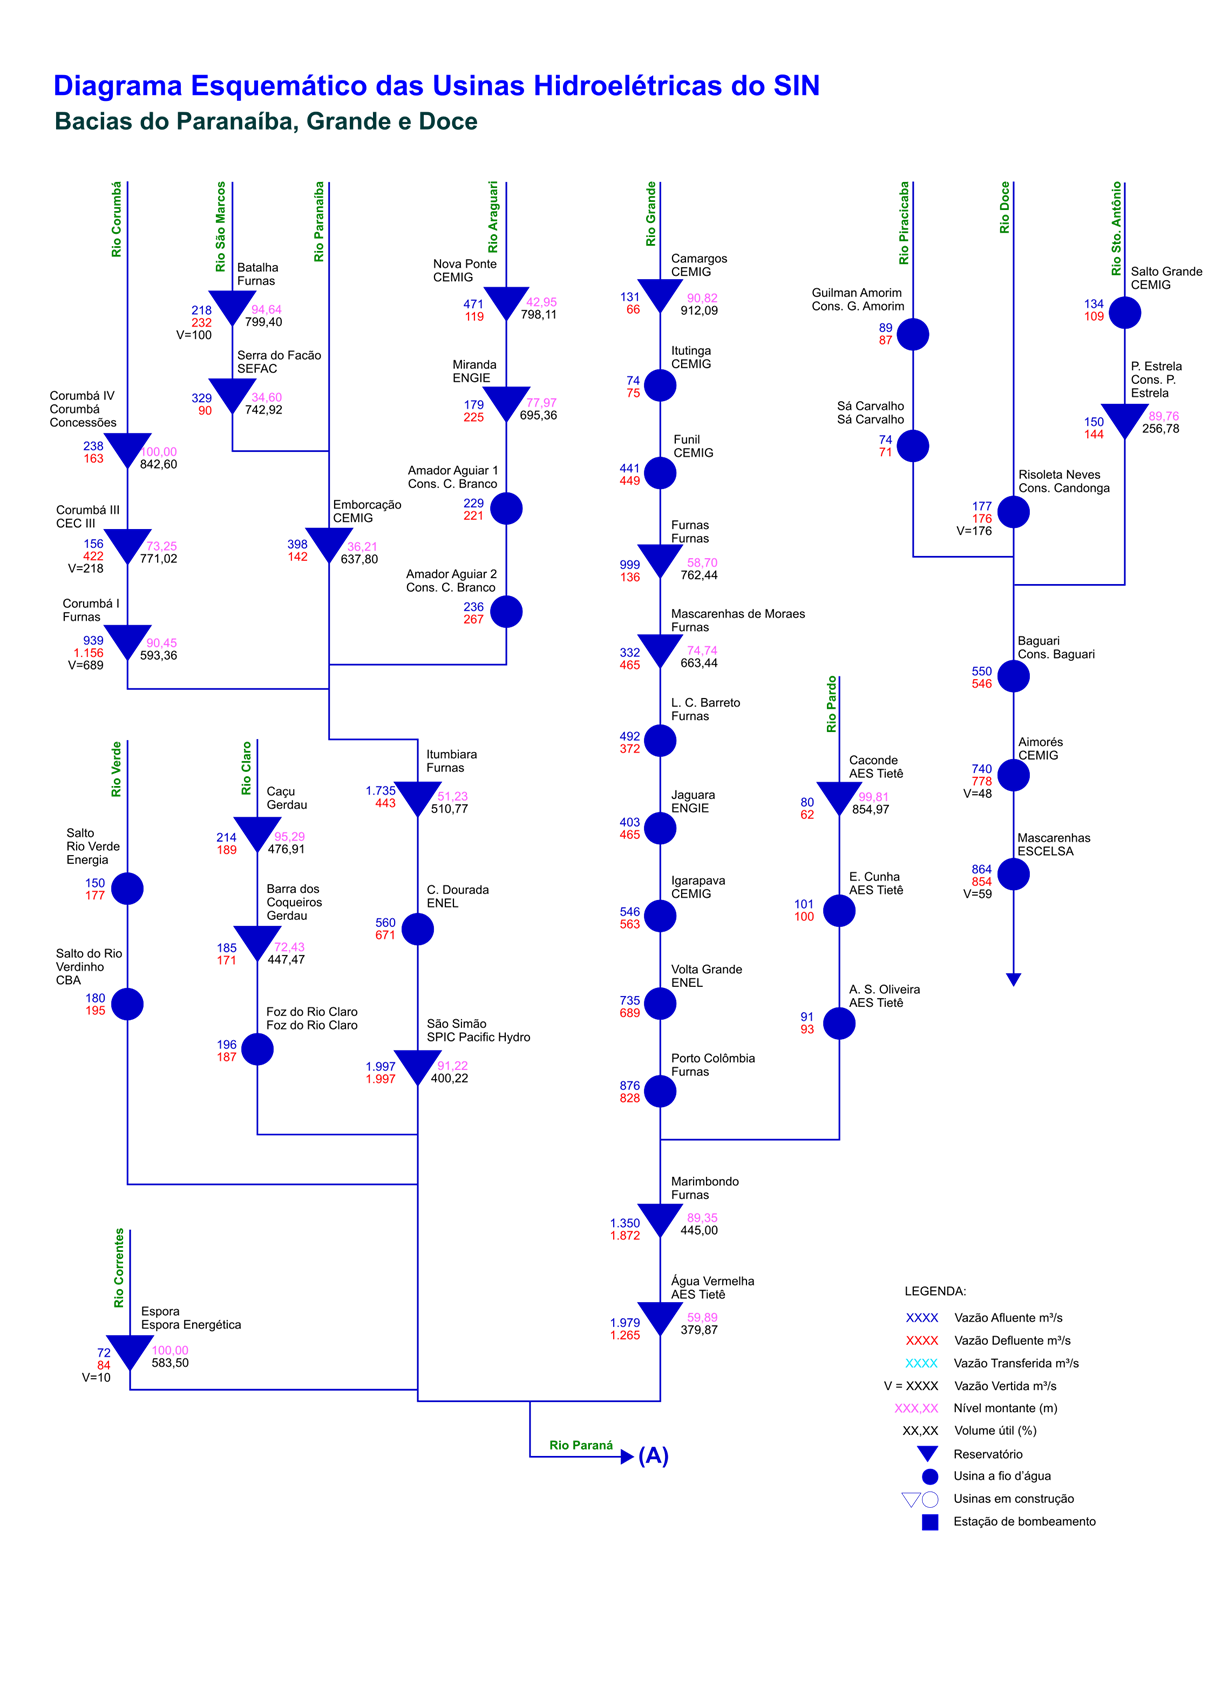 Diagrama Esquemático das Usinas Hidroelétricas do SIN
Bacias do Paranaíba, Grande e Doce
Rio Corumbá
Rio São Marcos
Rio Paranaíba
Rio Araguari
Rio Grande
Rio Piracicaba
Rio Doce
Rio Sto. Antônio
Corumbá IV
Corumbá
Concessões
238
163
100,00
842,60
Corumbá III
CEC III
156
422
V=218
73,25
771,02
Corumbá I
Furnas
939
1.156
V=689
90,45
593,36
Batalha
Furnas
218
232
V=100
94,64
799,40
Serra do Facão
SEFAC
329
90
34,60
742,92
Emborcação
CEMIG
398
142
36,21
637,80
Nova Ponte
CEMIG
471
119
42,95
798,11
Miranda
ENGIE
179
225
77,97
695,36
Amador Aguiar 1
Cons. C. Branco
229
221
Amador Aguiar 2
Cons. C. Branco
236
267
Camargos
CEMIG
131
66
90,82
912,09
Itutinga
CEMIG
74
75
Funil
CEMIG
441
449
Furnas
Furnas
999
136
58,70
762,44
Mascarenhas de Moraes
Furnas
332
465
74,74
663,44
L. C. Barreto
Furnas
492
372
Jaguara
ENGIE
403
465
Igarapava
CEMIG
546
563
Volta Grande
ENEL
735
689
Porto Colômbia
Furnas
876
828
Guilman Amorim
Cons. G. Amorim
89
87
Sá Carvalho
Sá Carvalho
74
71
Risoleta Neves
Cons. Candonga
177
176
V=176
Salto Grande
CEMIG
134
109
P. Estrela
Cons. P.
Estrela
150
144
89,76
256,78
Baguari
Cons. Baguari
550
546
Aimorés
CEMIG
740
778
V=48
Mascarenhas
ESCELSA
864
854
V=59
Rio Pardo
Caconde
AES Tietê
80
62
99,81
854,97
E. Cunha
AES Tietê
101
100
A. S. Oliveira
AES Tietê
91
93
Rio Verde
Salto
Rio Verde
Energia
150
177
Salto do Rio
Verdinho
CBA
180
195
Rio Claro
Caçu
Gerdau
214
189
95,29
476,91
Barra dos
Coqueiros
Gerdau
185
171
72,43
447,47
Foz do Rio Claro
Foz do Rio Claro
196
187
Itumbiara
Furnas
1.735
443
51,23
510,77
C. Dourada
ENEL
560
671
São Simão
SPIC Pacific Hydro
1.997
1.997
91,22
400,22
Marimbondo
Furnas
1.350
1.872
89,35
445,00
Água Vermelha
AES Tietê
1.979
1.265
59,89
379,87
Rio Correntes
Espora
Espora Energética
72
84
V=10
100,00
583,50
Rio Paraná
(A)
LEGENDA:
XXXX Vazão Afluente m³/s
XXXX Vazão Defluente m³/s
XXXX Vazão Transferida m³/s
V = XXXX Vazão Vertida m³/s
XXX,XX Nível montante (m)
XX,XX Volume útil (%)
Reservatório
Usina a fio d'água
Usinas em construção
Estação de bombeamento